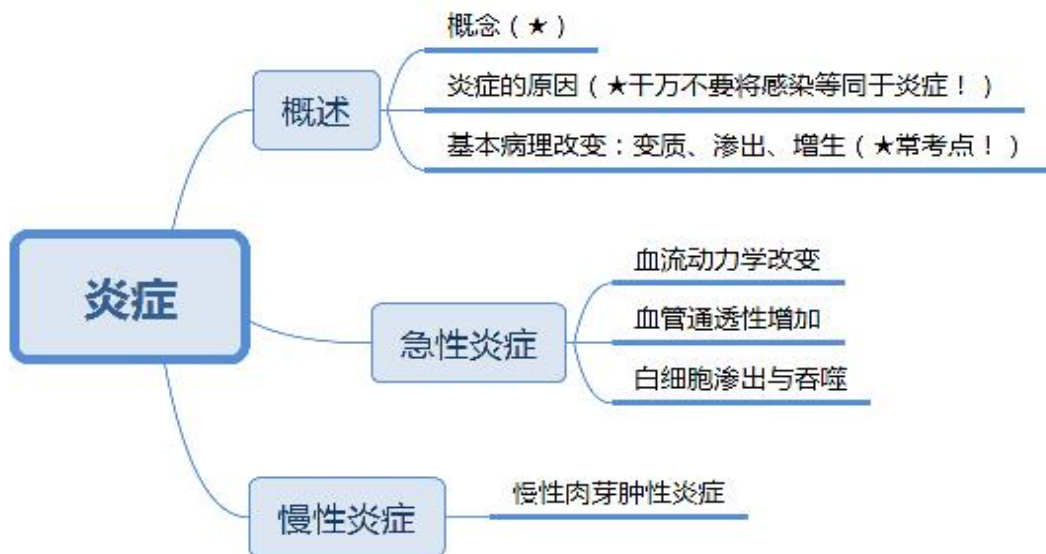 概念（★）
炎症的原因（★千万不要将感染等同于炎症！）
概述
基本病理改变：变质、渗出、增生（★常考点！）
炎症
血流动力学改变
急性炎症
血管通透性增加
白细胞渗出与吞噬
慢性炎症
慢性肉芽肿性炎症